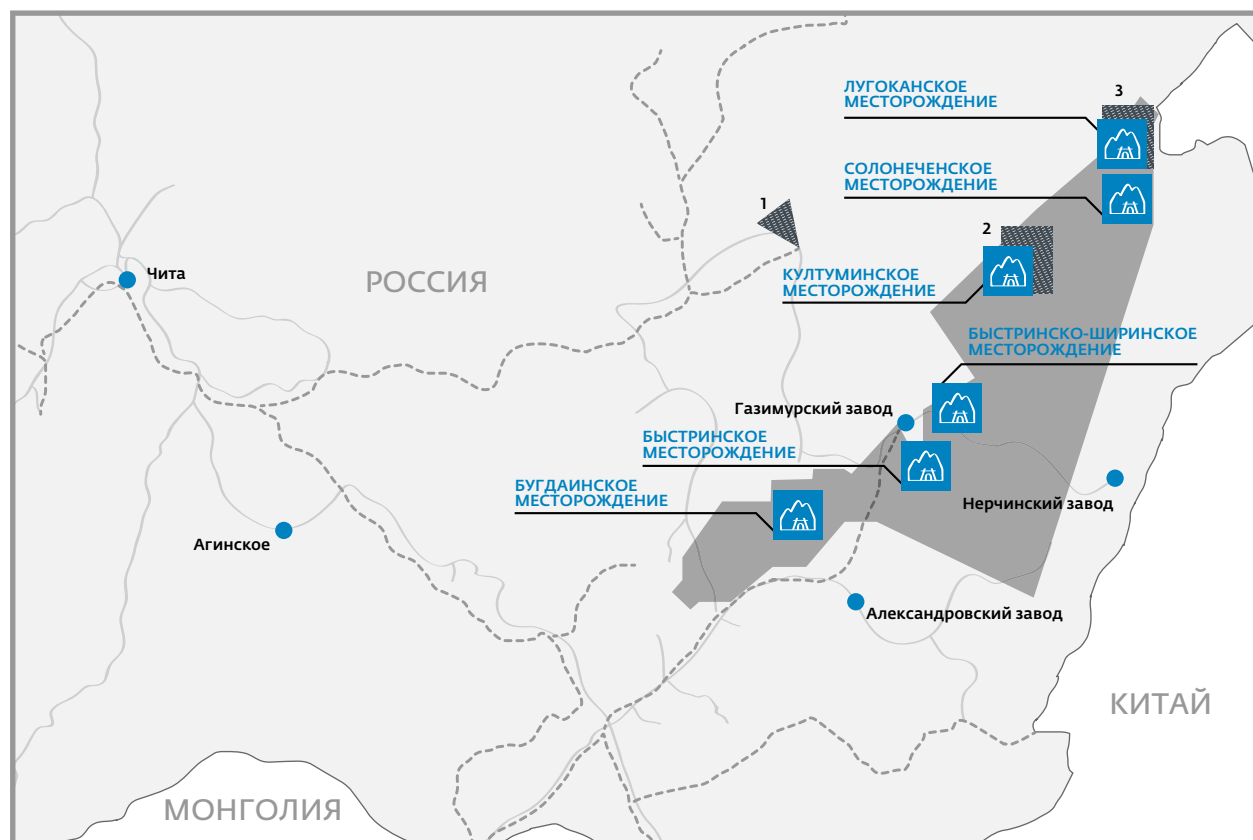 ЛУГОКАНСКОЕ
МЕСТОРОЖДЕНИЕ
3
СОЛОНЕЧЕНСКОЕ
МЕСТОРОЖДЕНИЕ
1
2
Чита
РОССИЯ
КУЛТУМИНСКОЕ
МЕСТОРОЖДЕНИЕ
БЫСТРИНСКО-ШИРИНСКОЕ
МЕСТОРОЖДЕНИЕ
Газимурский завод
БЫСТРИНСКОЕ
МЕСТОРОЖДЕНИЕ
БУГДАИНСКОЕ
МЕСТОРОЖДЕНИЕ
Нерчинский завод
Агинское
Александровский завод
КИТАЙ
МОНГОЛИЯ